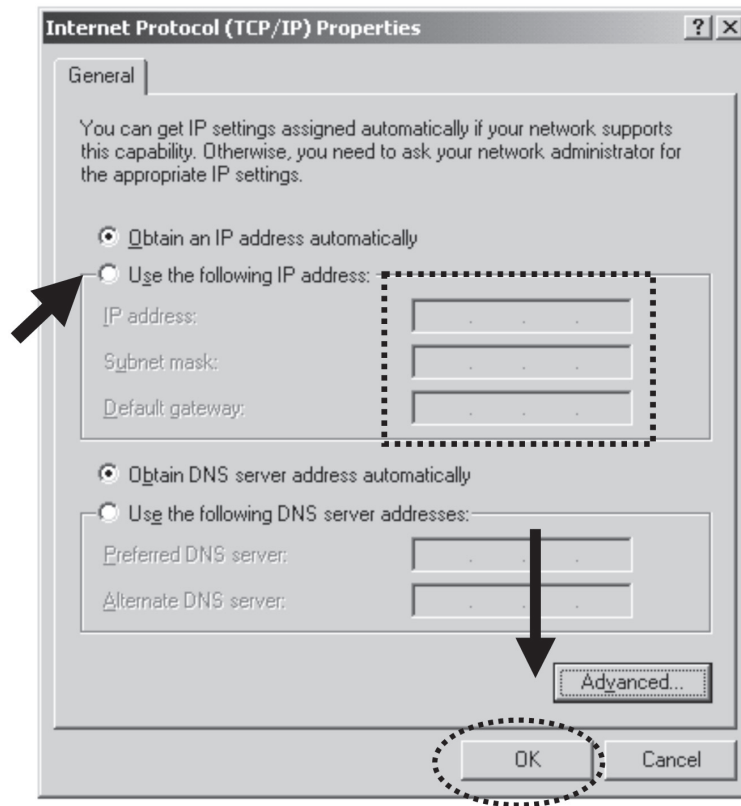 Internet Protocol (TCP/IP) Properties
General
You can get IP settings assigned automatically if your network supports
this capability. Otherwise, you need to ask your network administrator for
the appropriate IP settings.
Obtain an IP address automatically
Use the following IP address:
IP address:
Subnet mask:
Default gateway:
Obtain DNS server address automatically
Use the following DNS server addresses:
Preferred DNS server:
Alternate DNS server:
Advanced...
OK
Cancel